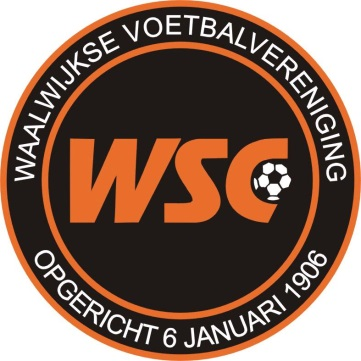 WAALWIJKSE VOETBALVERENIGING
WSC
OPGERICHT 6 JANUARI 1906